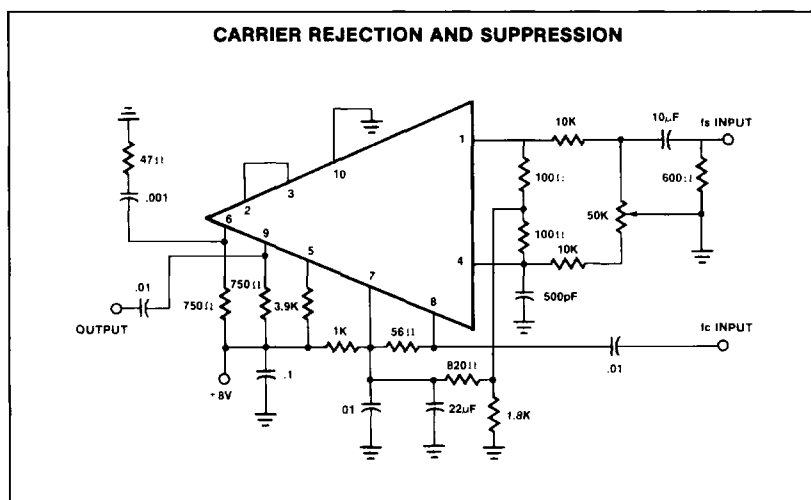 CARRIER REJECTION AND SUPPRESSION
10K
10µF
fs INPUT
47Ω
10
1
.001
2
3
100Ω
600Ω
50K
6
9
5
7
8
4
100Ω
10K
500pF
.01
750Ω
750Ω
3.9K
OUTPUT
1K
56Ω
fc INPUT
+8V
.1
820Ω
.01
01
22µF
1.8K